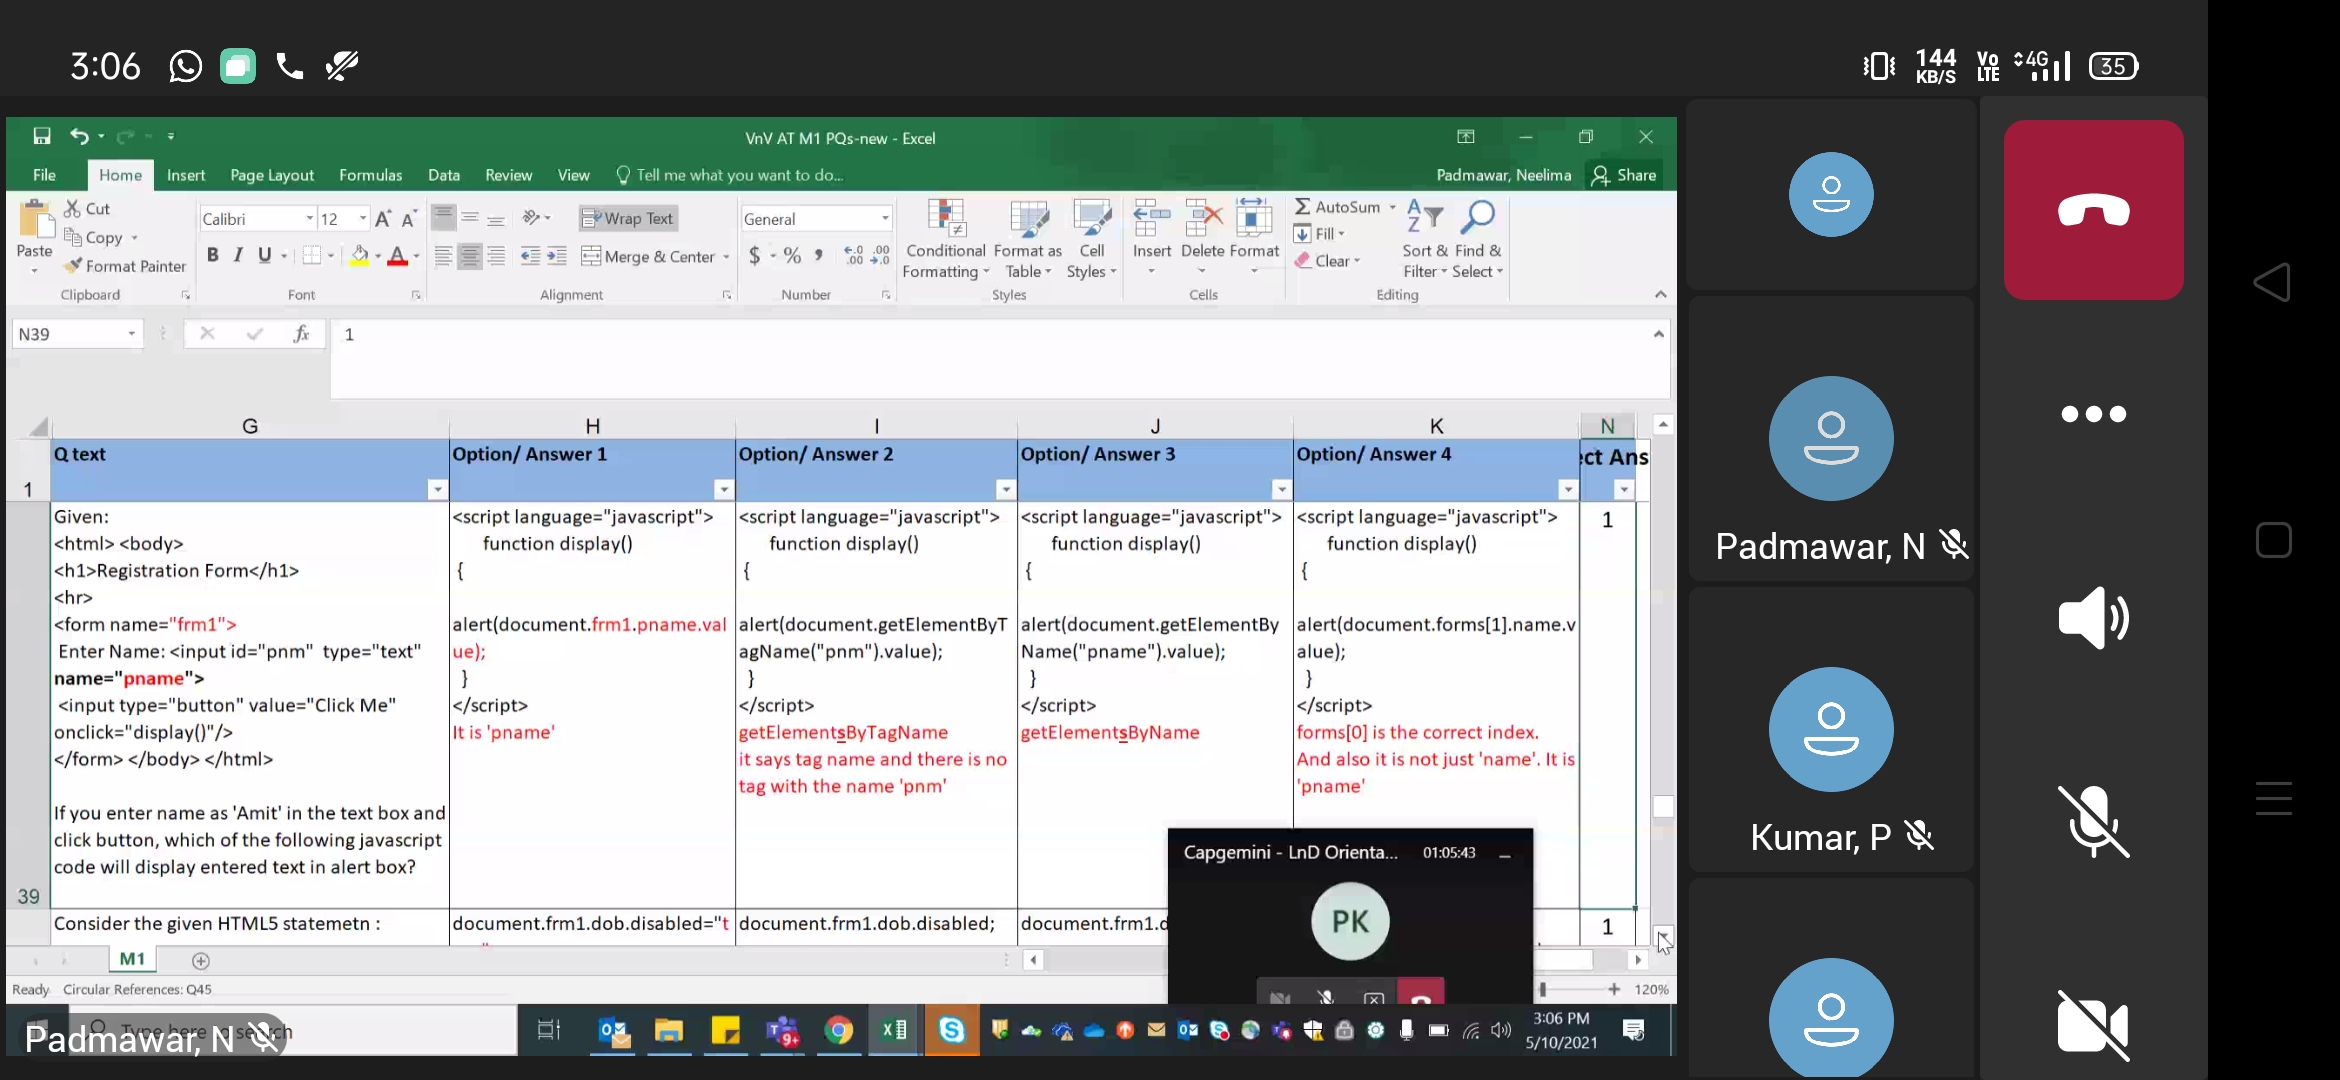 3:06
144 KB/S
Vo LTE
4G
35
VnV AT M1 PQs-new - Excel
File Home Insert Page Layout Formulas Data Review View Tell me what you want to do...
Padmawar, Neelima Share
Paste
Cut
Copy
Format Painter
Clipboard
Calibri 12
B I U
Font
Wrap Text
Merge & Center
Alignment
General
$ % ,
Number
Conditional Formatting
Format as Table
Cell Styles
Styles
Insert Delete Format
Cells
AutoSum
Fill
Clear
Sort & Filter
Find & Select
Editing
N39
fx
1
G H I J K N
1
Q text
Option/ Answer 1
Option/ Answer 2
Option/ Answer 3
Option/ Answer 4
ct Ans
39
Given:
<html> <body>
<h1>Registration Form</h1>
<hr>
<form name="frm1">
Enter Name: <input id="pnm" type="text"
name="pname">
<input type="button" value="Click Me"
onclick="display()"/>
</form> </body> </html>
If you enter name as 'Amit' in the text box and
click button, which of the following javascript
code will display entered text in alert box?
<script language="javascript">
function display()
{
alert(document.frm1.pname.val
ue);
}
</script>
It is 'pname'
<script language="javascript">
function display()
{
alert(document.getElementByT
agName("pnm").value);
}
</script>
getElementsByTagName
it says tag name and there is no
tag with the name 'pnm'
<script language="javascript">
function display()
{
alert(document.getElementBy
Name("pname").value);
}
</script>
getElementsByName
<script language="javascript">
function display()
{
alert(document.forms[1].name.v
alue);
}
</script>
forms[0] is the correct index.
And also it is not just 'name'. It is
'pname'
1
Consider the given HTML5 statemetn :
document.frm1.dob.disabled="t
document.frm1.dob.disabled;
document.frm1.d
1
Capgemini - LnD Orienta... 01:05:43
PK
M1
Ready Circular References: Q45
120%
Type here
Padmawar, N
9+
3:06 PM
5/10/2021
Padmawar, N
Kumar, P